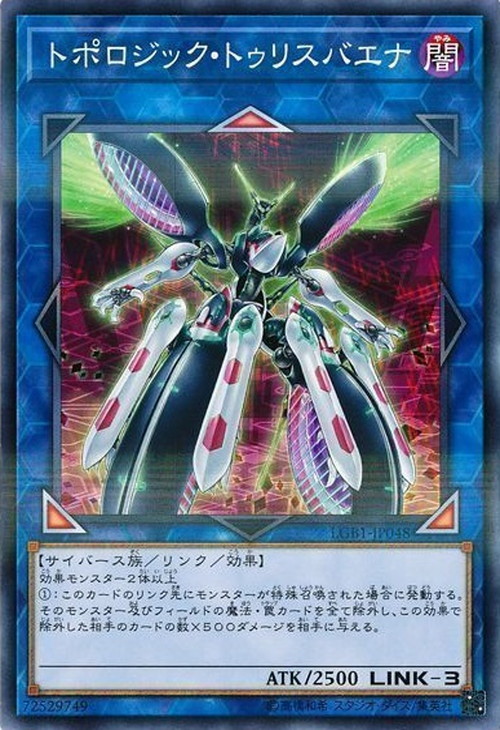 トポロジック・トゥリスバエナ
やみ
闇
LGB1-JP048
【サイバース族／リンク／効果】
効果モンスター２体以上
①：このカードのリンク先にモンスターが特殊召喚された場合に発動する。
そのモンスター及びフィールドの魔法・罠カードを全て除外し、この効果で
除外した相手のカードの数×５００ダメージを相手に与える。
ATK/2500 LINK-3
72529749
©高橋和希 スタジオ・ダイス/集英社